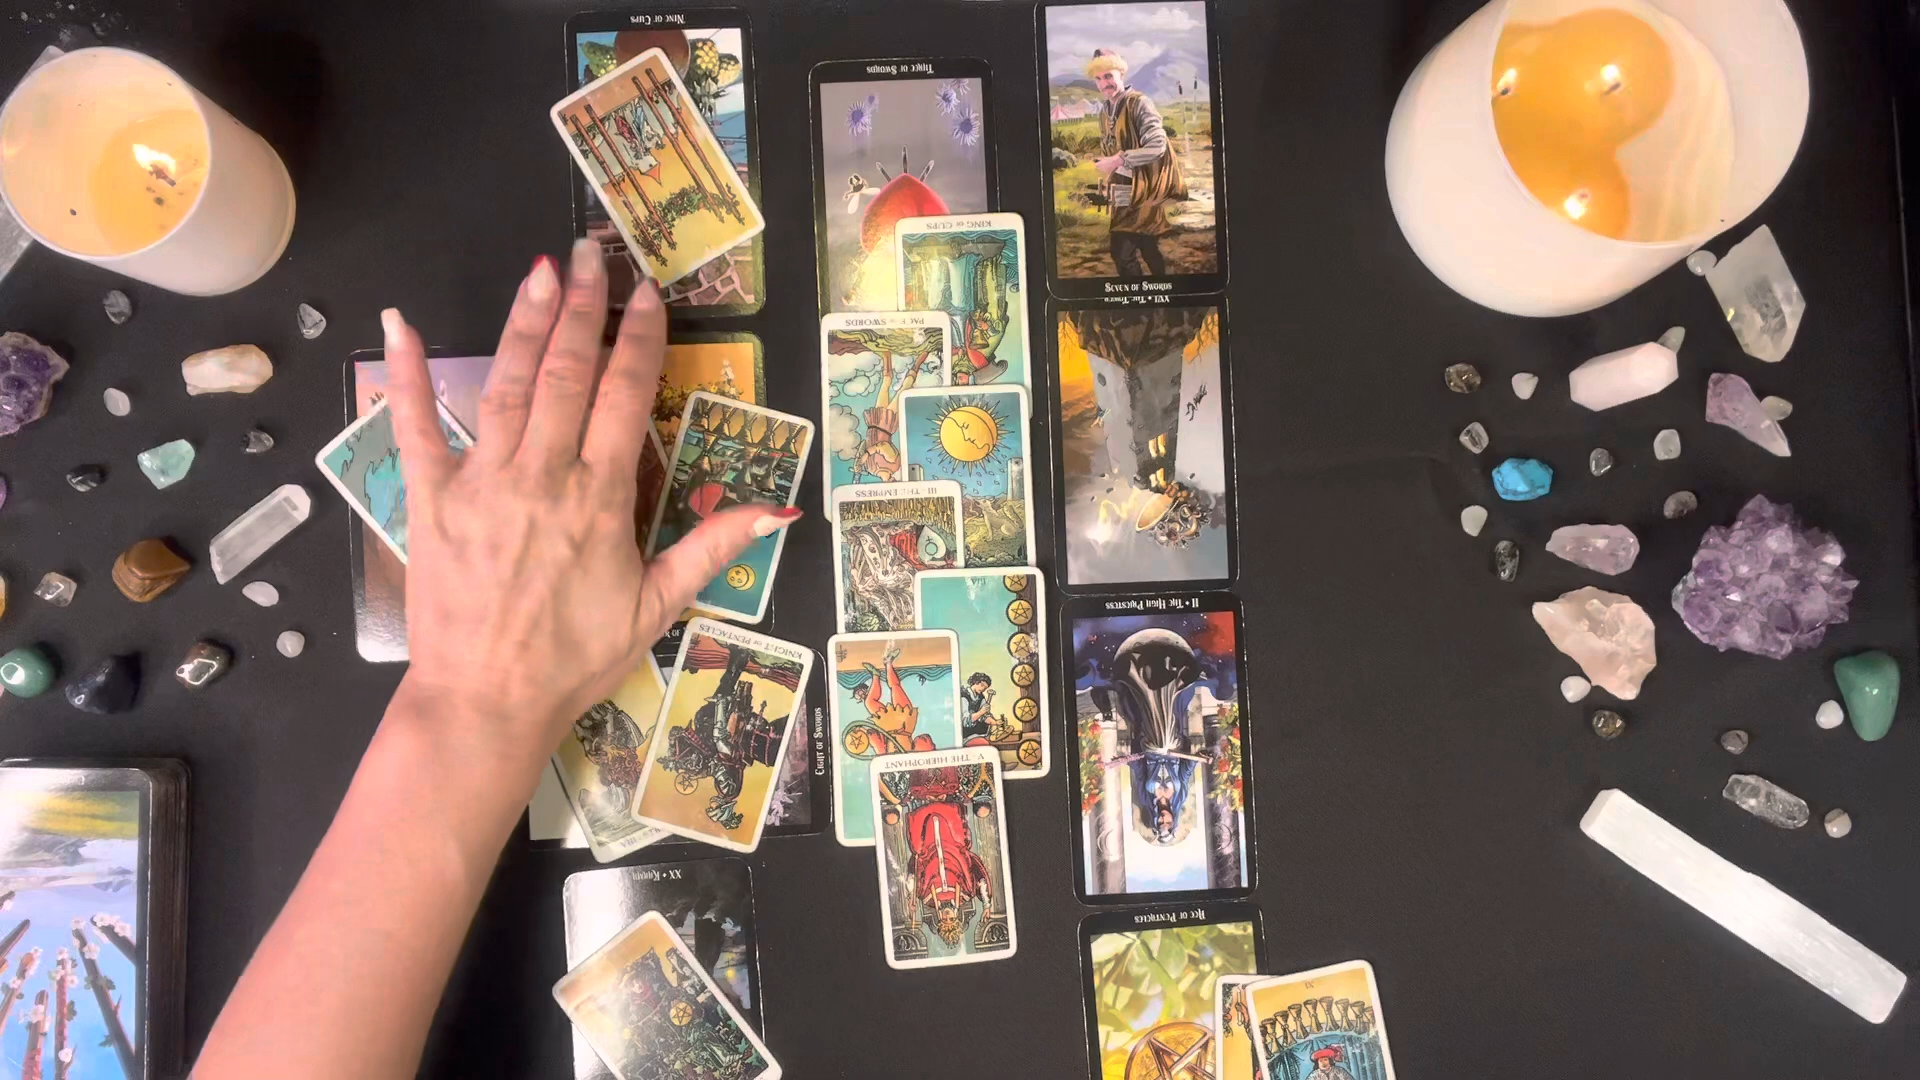 NINE OF CUPS
THREE OF SWORDS
KING OF CUPS
SEVEN OF SWORDS
XVI • THE TOWER
PAGE OF SWORDS
III • THE EMPRESS
II • THE HIGH PRIESTESS
KNIGHT OF PENTACLES
EIGHT OF SWORDS
V • THE HIEROPHANT
XX • KARMA
ACE OF PENTACLES